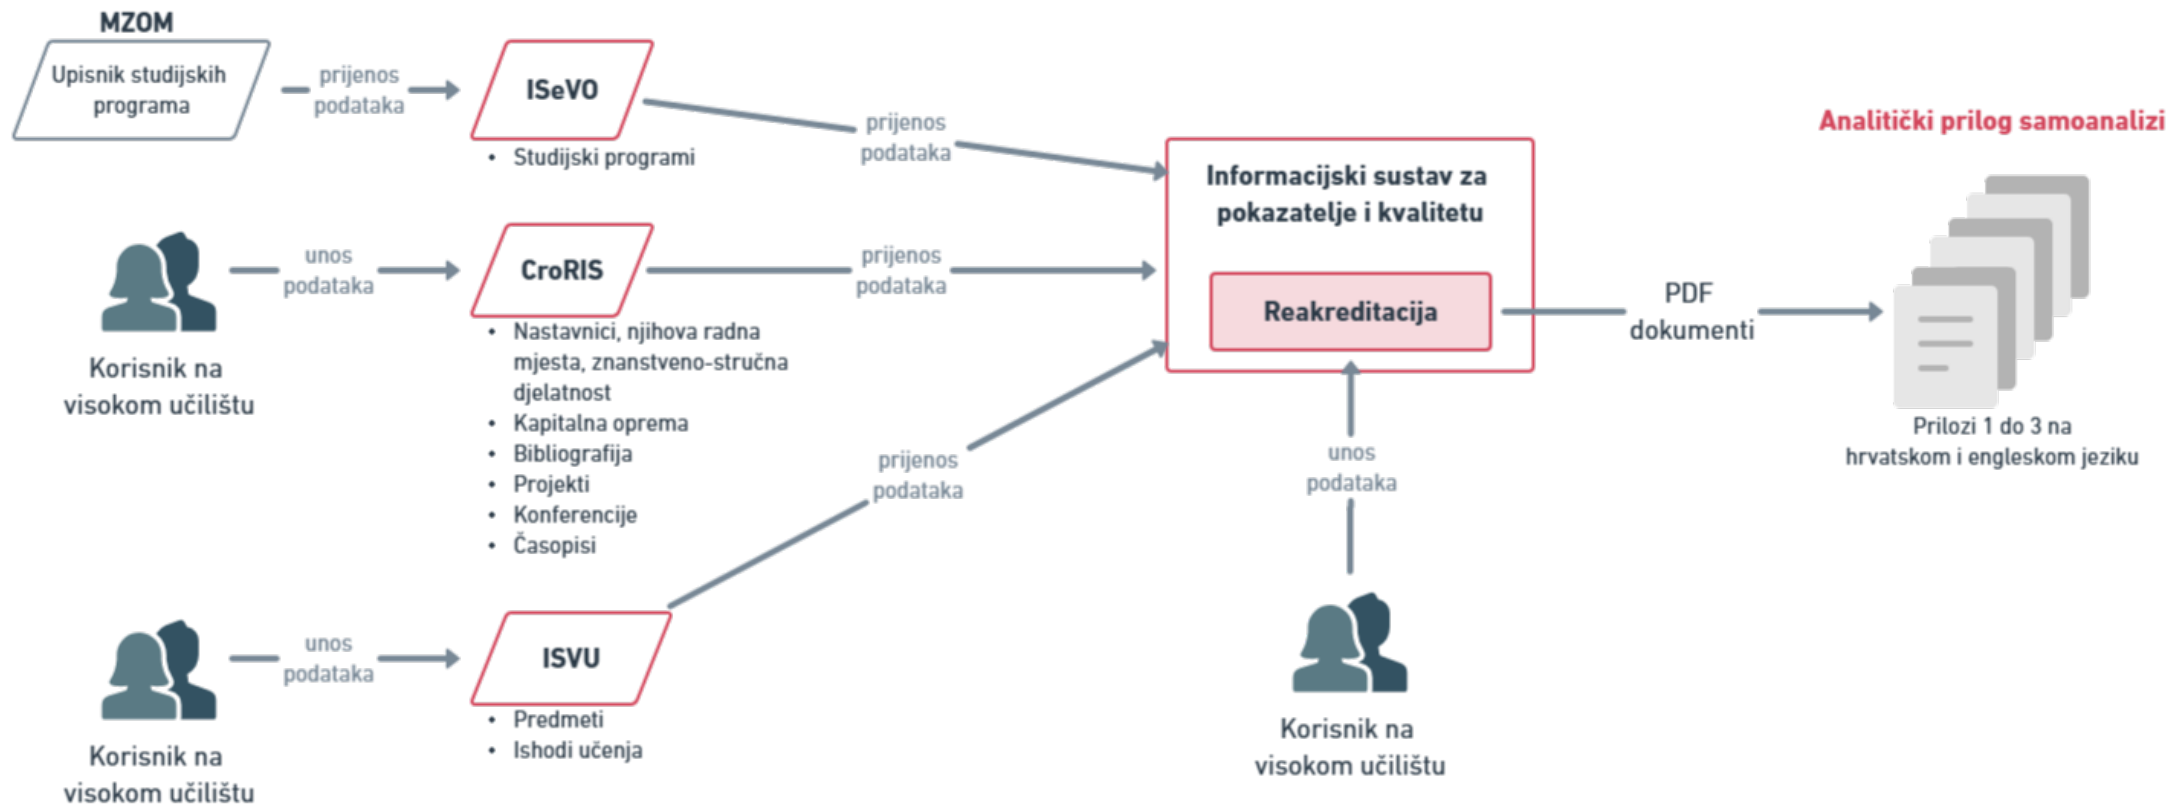 MZOM
Upisnik studijskih
programa
prijenos
podataka
ISeVO
• Studijski programi
prijenos
podataka
Korisnik na
visokom učilištu
unos
podataka
CroRIS
• Nastavnici, njihova radna
mjesta, znanstveno-stručna
djelatnost
• Kapitalna oprema
• Bibliografija
• Projekti
• Konferencije
• Časopisi
prijenos
podataka
Korisnik na
visokom učilištu
unos
podataka
ISVU
• Predmeti
• Ishodi učenja
prijenos
podataka
Informacijski sustav za
pokazatelje i kvalitetu
Reakreditacija
unos
podataka
Korisnik na
visokom učilištu
PDF
dokumenti
Analitički prilog samoanalizi
Prilozi 1 do 3 na
hrvatskom i engleskom jeziku